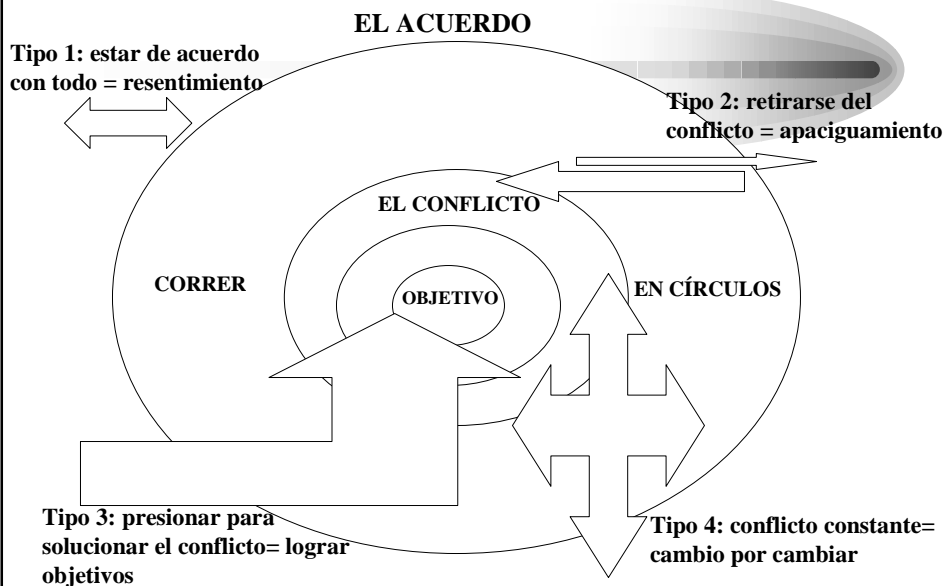 EL ACUERDO
Tipo 1: estar de acuerdo
con todo = resentimiento
Tipo 2: retirarse del
conflicto = apaciguamiento
EL CONFLICTO
CORRER
OBJETIVO
EN CÍRCULOS
Tipo 3: presionar para
solucionar el conflicto= lograr
objetivos
Tipo 4: conflicto constante=
cambio por cambiar